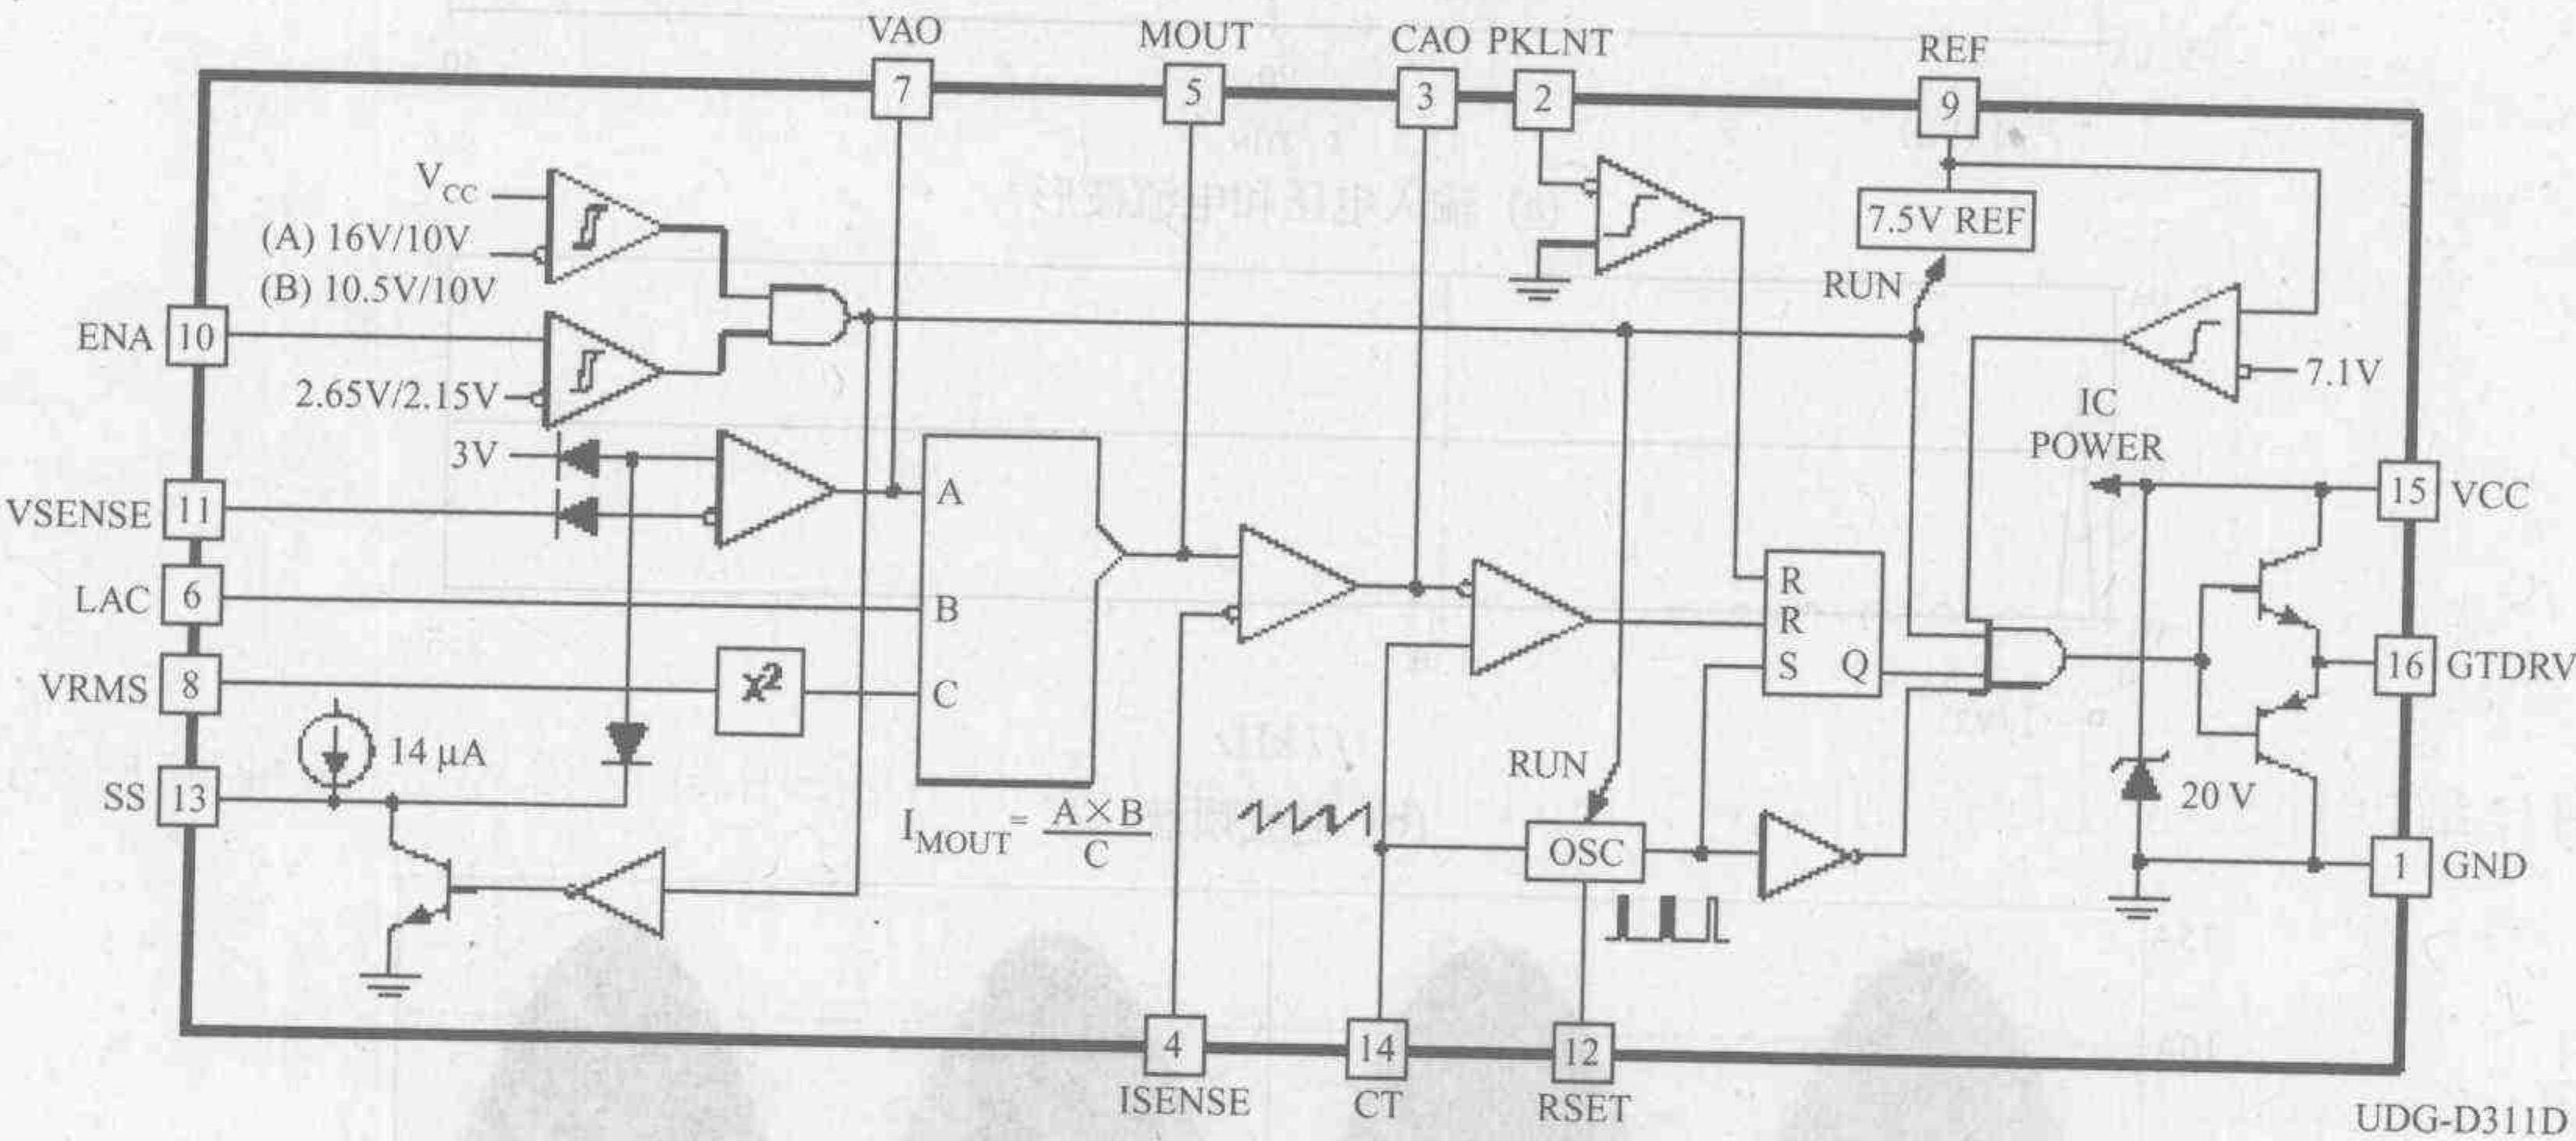 VAO
MOUT
CAO
PKLNT
REF
7
5
3
2
9
V_CC
(A) 16V/10V
(B) 10.5V/10V
7.5V REF
RUN
ENA
10
2.65V/2.15V
7.1V
IC
POWER
3V
A
15
VCC
VSENSE
11
LAC
6
B
R
R
S
Q
VRMS
8
X²
C
16
GTDRV
14 μA
RUN
SS
13
20 V
I_MOUT = A×B / C
OSC
1
GND
4
14
12
ISENSE
CT
RSET
UDG-D311D